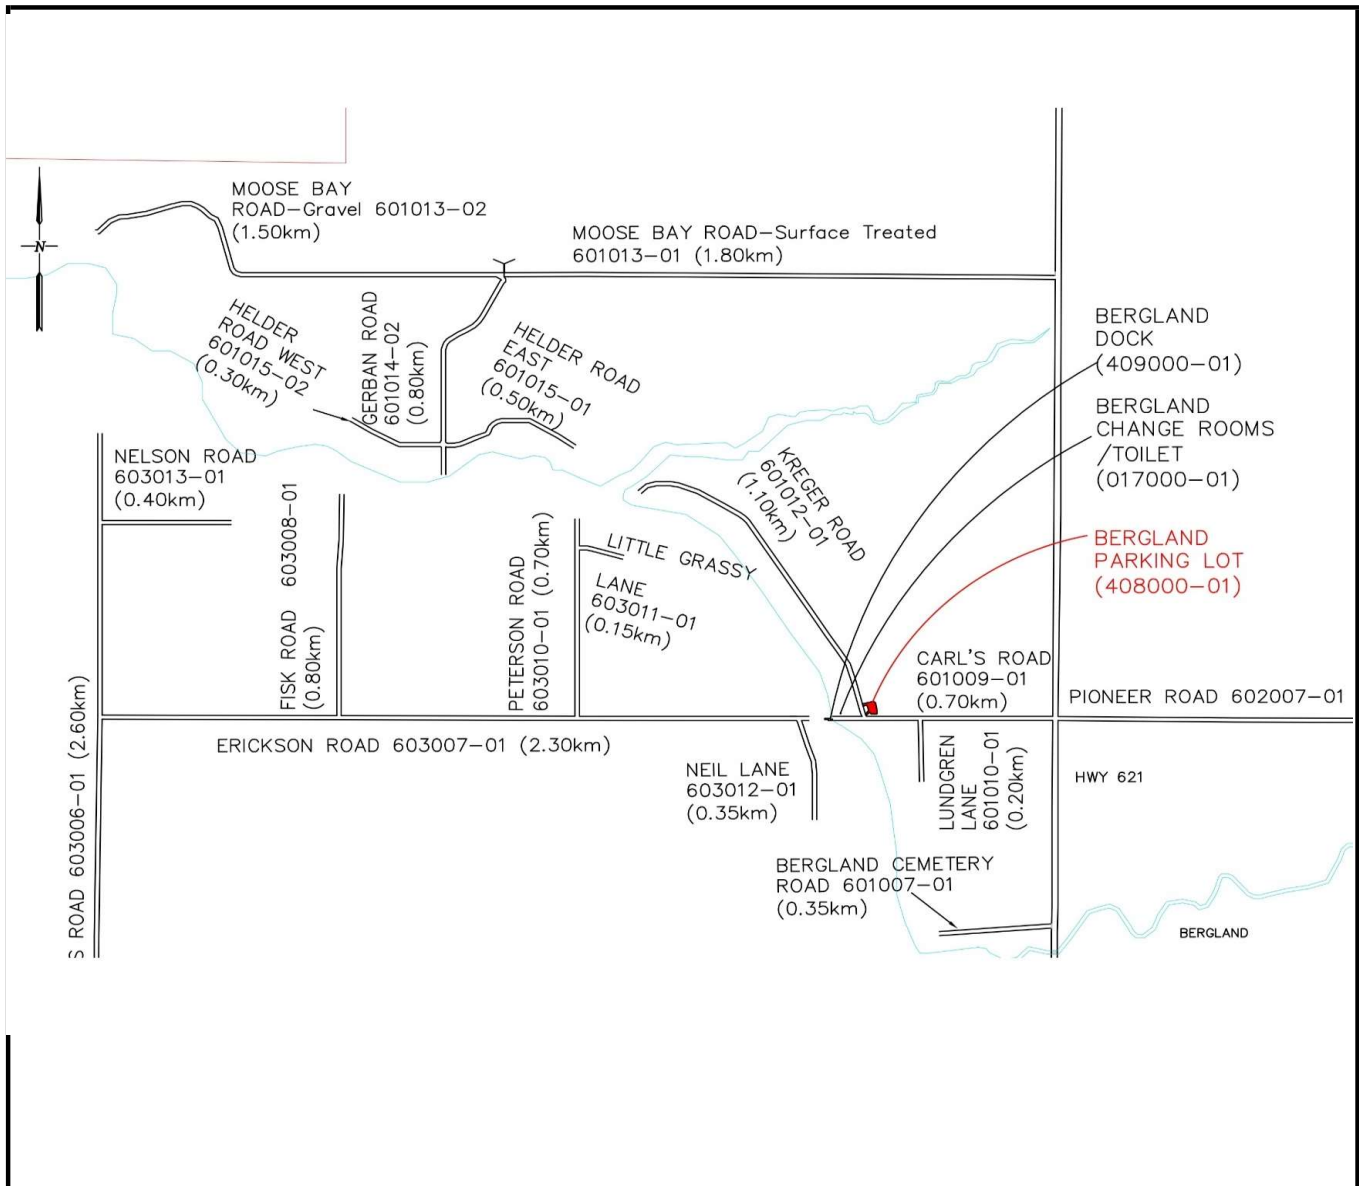 MOOSE BAY
ROAD-Gravel 601013-02
(1.50km)
MOOSE BAY ROAD-Surface Treated
601013-01 (1.80km)
N
HELDER
ROAD WEST
601015-02
(0.30km)
GERBAN ROAD
601014-02
(0.80km)
HELDER ROAD
EAST
601015-01
(0.50km)
BERGLAND
DOCK
(409000-01)
BERGLAND
CHANGE ROOMS
/TOILET
(017000-01)
NELSON ROAD
603013-01
(0.40km)
KREGER ROAD
601012-01
(1.10km)
BERGLAND
PARKING LOT
(408000-01)
FISK ROAD 603008-01
(0.80km)
PETERSON ROAD
603010-01 (0.70km)
LITTLE GRASSY
LANE
603011-01
(0.15km)
CARL'S ROAD
601009-01
(0.70km)
PIONEER ROAD 602007-01
S ROAD 603006-01 (2.60km)
ERICKSON ROAD 603007-01 (2.30km)
NEIL LANE
603012-01
(0.35km)
LUNDGREN
LANE
601010-01
(0.20km)
HWY 621
BERGLAND CEMETERY
ROAD 601007-01
(0.35km)
BERGLAND